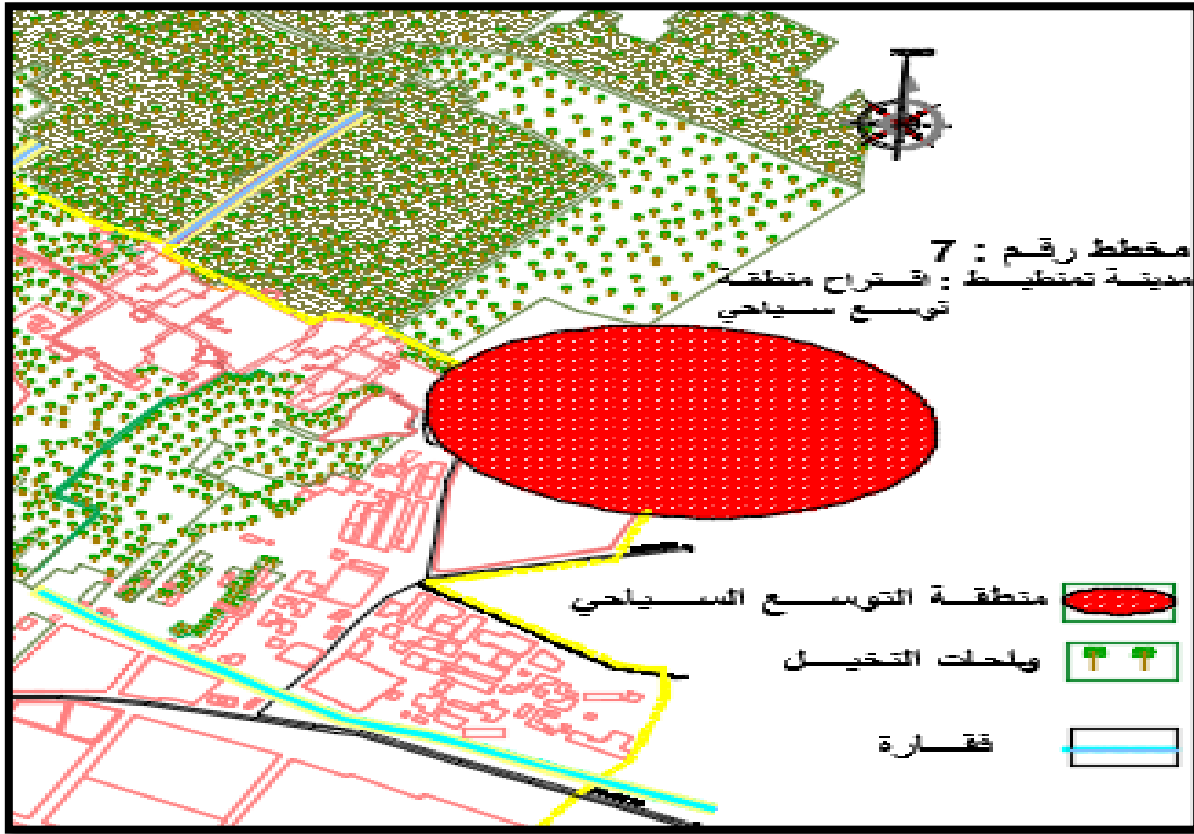 مخطط رقم : 7
مدينة تمنطيط : اقتراح منطقة
توسع سياحي
منطقة التوسع السياحي
واحات النخيل
فقارة